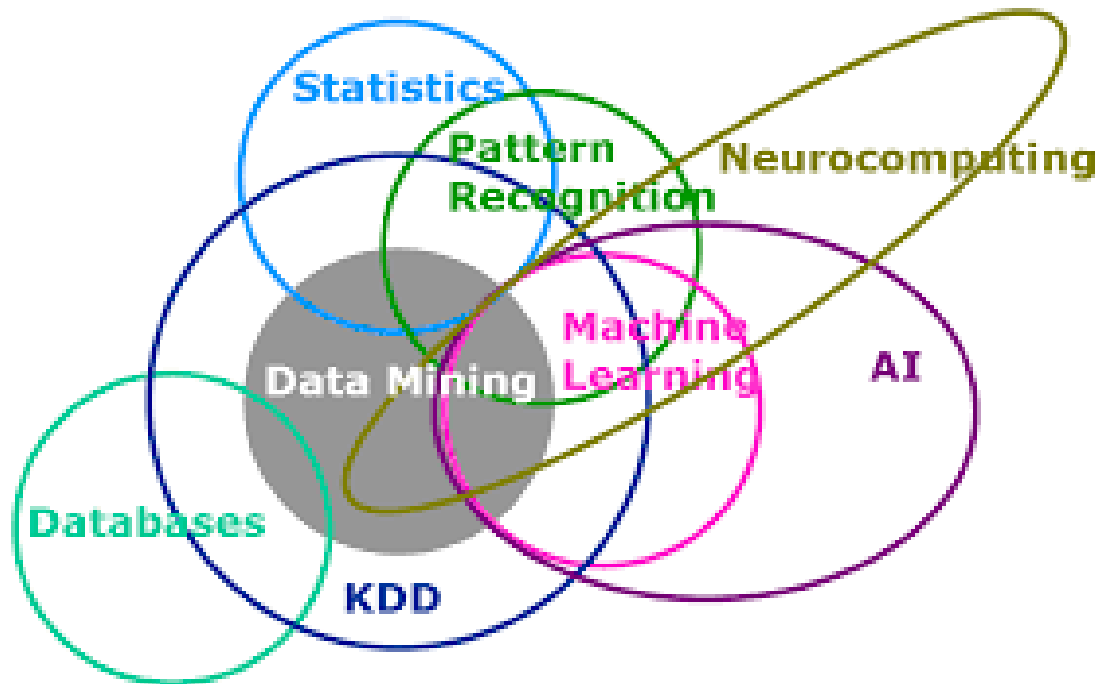 Statistics
Pattern
Recognition
Neurocomputing
Machine
Learning
AI
Data Mining
Databases
KDD